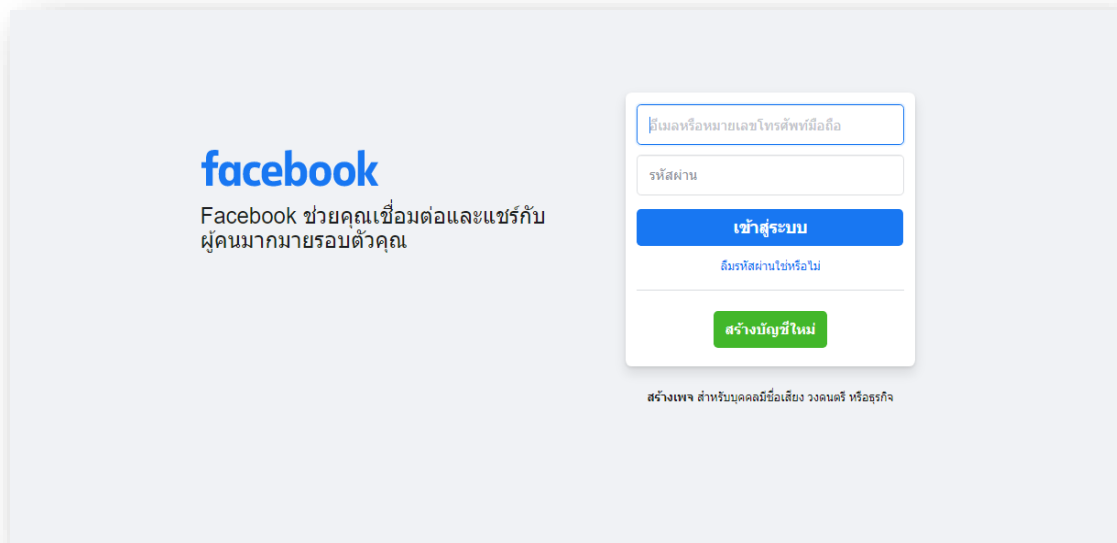 facebook
Facebook ช่วยคุณเชื่อมต่อและแชร์กับ
ผู้คนมากมายรอบตัวคุณ
อีเมลหรือหมายเลขโทรศัพท์มือถือ
รหัสผ่าน
เข้าสู่ระบบ
ลืมรหัสผ่านใช่หรือไม่
สร้างบัญชีใหม่
สร้างเพจ สำหรับบุคคลมีชื่อเสียง วงดนตรี หรือธุรกิจ